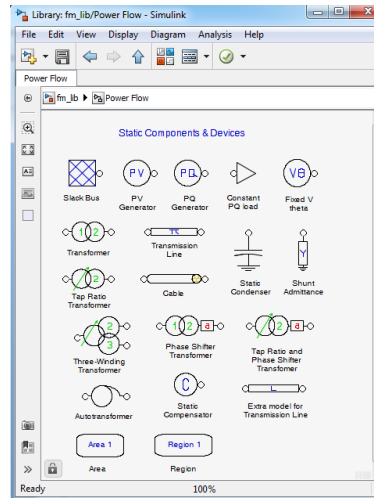 Library: fm_lib/Power Flow - Simulink
File Edit View Display Diagram Analysis Help
Power Flow
fm_lib Power Flow
Static Components & Devices
PV PQ Vθ
Slack Bus PV Generator PQ Generator Constant PQ load Fixed V theta
1 2 π Y
Transformer Transmission Line
1 2
Tap Ratio Transformer Cable Static Condenser Shunt Admittance
2 3 1 2 a 1 2 a
Three-Winding Transformer Phase Shifter Transformer Tap Ratio and Phase Shifter Transfomer
C L
Autotransformer Static Compensator Extra model for Transmission Line
Area 1 Region 1
Area Region
Ready 100%